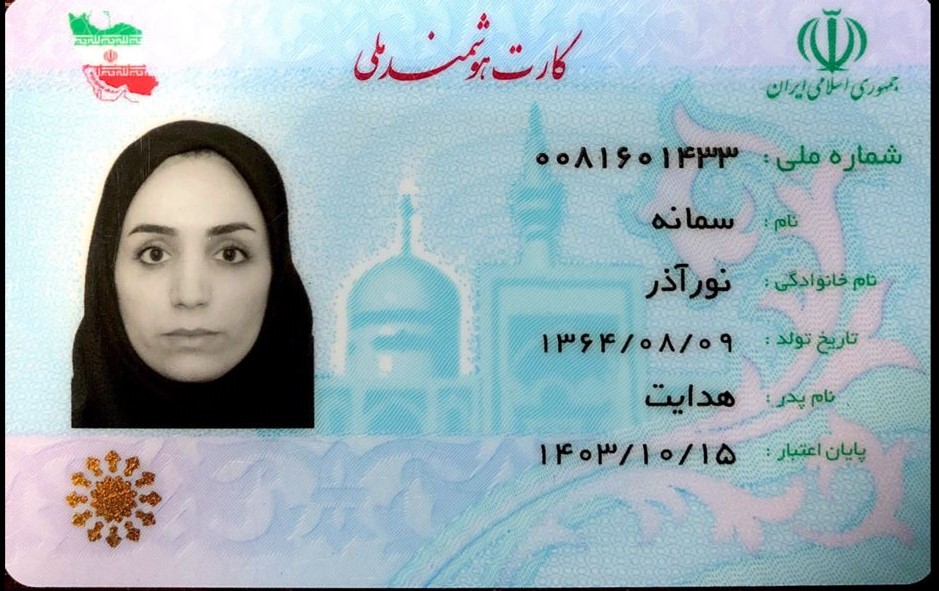 جمهوری اسلامی ایران
کارت هوشمند ملی
شماره ملی : ۰۰۸۱۶۰۱۴۳۳
نام : سمانه
نام خانوادگی : نورآذر
تاریخ تولد : ۱۳۶۴/۰۸/۰۹
نام پدر : هدایت
پایان اعتبار : ۱۴۰۳/۱۰/۱۵